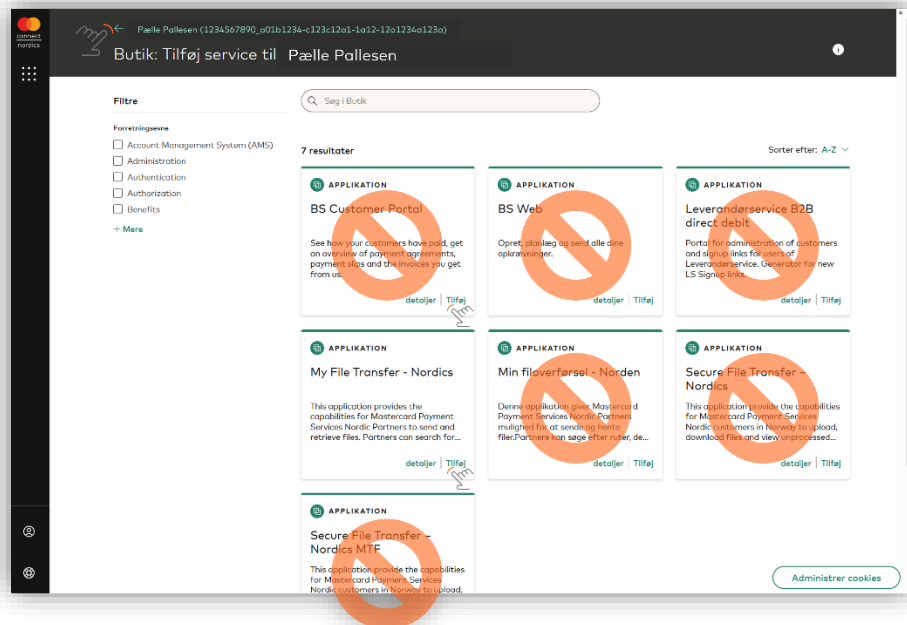 connect
nordics
Pælle Pallesen (1234567890_a01b1234-c123c12a1-1a12-12a1234a123a)
Butik: Tilføj service til Pælle Pallesen
Filtre
Forretningsevne
Account Management System (AMS)
Administration
Authentication
Authorization
Benefits
+ Mere
Søg i Butik
7 resultater
Sorter efter: A-Z
APPLIKATION
BS Customer Portal
See how your customers have paid, get
an overview of payment agreements,
payment slips and the invoices you get
from us.
detaljer | Tilføj
APPLIKATION
BS Web
Opret, planlæg og send alle dine
opkrævninger.
detaljer | Tilføj
APPLIKATION
Leverandørservice B2B
direct debit
Portal for administration of customers
and signup links for users of
Leverandørservice. Generator for new
LS Signup links.
detaljer | Tilføj
APPLIKATION
My File Transfer - Nordics
This application provides the
capabilities for Mastercard Payment
Services Nordic Partners to send and
retrieve files. Partners can search for...
detaljer | Tilføj
APPLIKATION
Min filoverførsel - Norden
Denne applikation giver Mastercard
Payment Services Nordic Partners
mulighed for at sende og hente
filer.Partnere kan søge efter ruter, de...
detaljer | Tilføj
APPLIKATION
Secure File Transfer –
Nordics
This application provide the capabilities
for Mastercard Payment Services
Nordic customers in Norway to upload,
download files and view unprocessed...
detaljer | Tilføj
APPLIKATION
Secure File Transfer –
Nordics MTF
This application provide the capabilities
for Mastercard Payment Services
Nordic customers in Norway to upload,
Administrer cookies